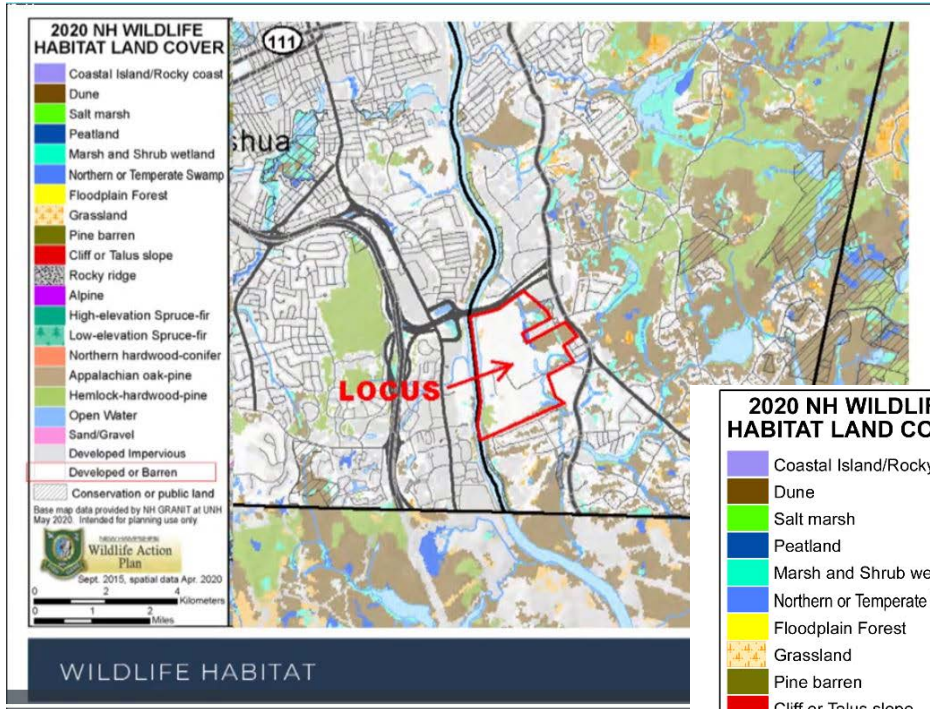 2020 NH WILDLIFE
HABITAT LAND COVER
Coastal Island/Rocky coast
Dune
Salt marsh
Peatland
Marsh and Shrub wetland
Northern or Temperate Swamp
Floodplain Forest
Grassland
Pine barren
Cliff or Talus slope
Rocky ridge
Alpine
High-elevation Spruce-fir
Low-elevation Spruce-fir
Northern hardwood-conifer
Appalachian oak-pine
Hemlock-hardwood-pine
Open Water
Sand/Gravel
Developed Impervious
Developed or Barren
Conservation or public land
Base map data provided by NH GRANIT at UNH
May 2020. Intended for planning use only.
NEW HAMPSHIRE
Wildlife Action
Plan
Sept. 2015, spatial data Apr. 2020
0 2 4
Kilometers
0 1 2
Miles
111
shua
LOCUS
WILDLIFE HABITAT
2020 NH WILDLIF
HABITAT LAND CO
Coastal Island/Rocky
Dune
Salt marsh
Peatland
Marsh and Shrub we
Northern or Temperate
Floodplain Forest
Grassland
Pine barren
Cliff or Talus slope